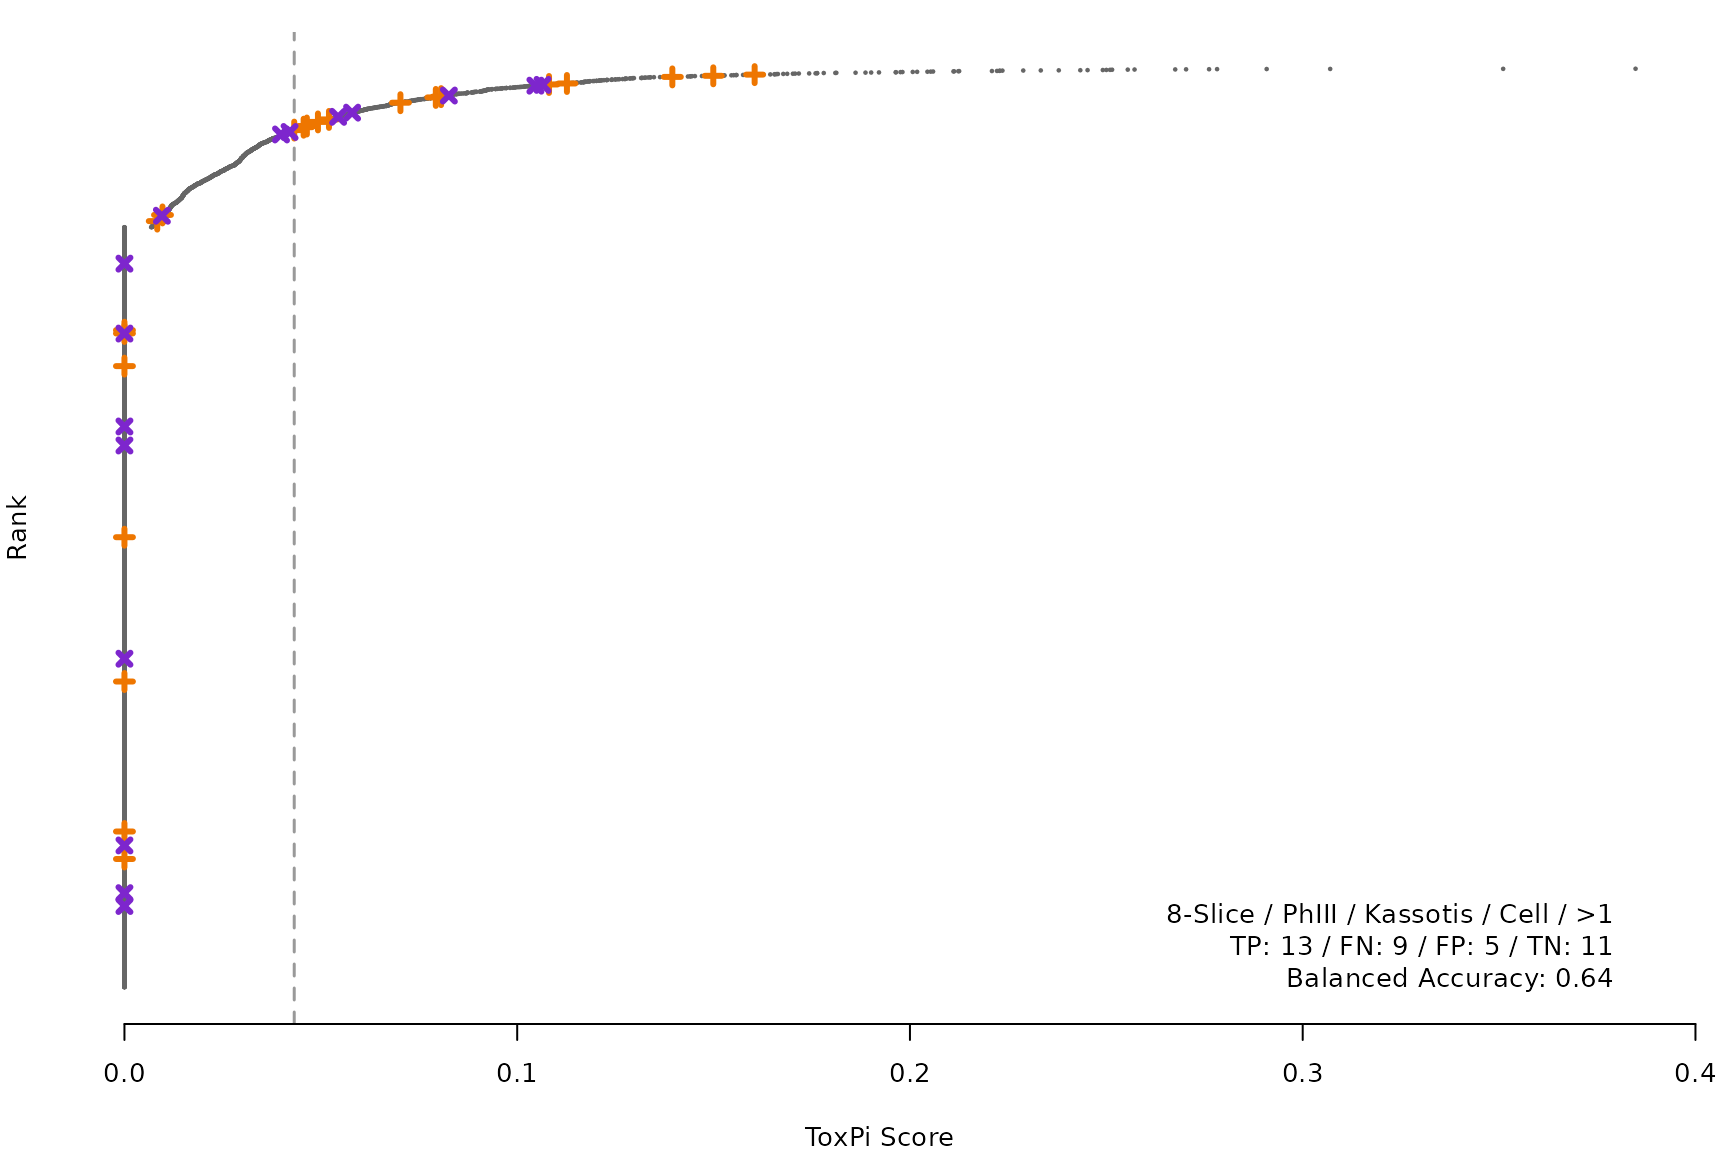 Rank
8-Slice / PhIII / Kassotis / Cell / >1
TP: 13 / FN: 9 / FP: 5 / TN: 11
Balanced Accuracy: 0.64
0.0 0.1 0.2 0.3 0.4
ToxPi Score